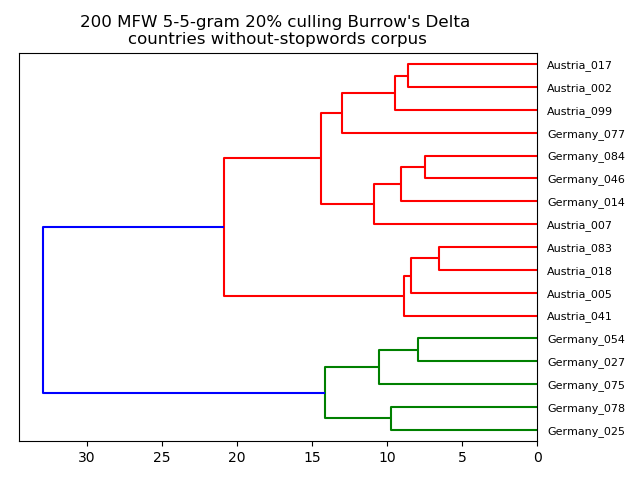 200 MFW 5-5-gram 20% culling Burrow's Delta
countries without-stopwords corpus
Austria_017
Austria_002
Austria_099
Germany_077
Germany_084
Germany_046
Germany_014
Austria_007
Austria_083
Austria_018
Austria_005
Austria_041
Germany_054
Germany_027
Germany_075
Germany_078
Germany_025
30 25 20 15 10 5 0